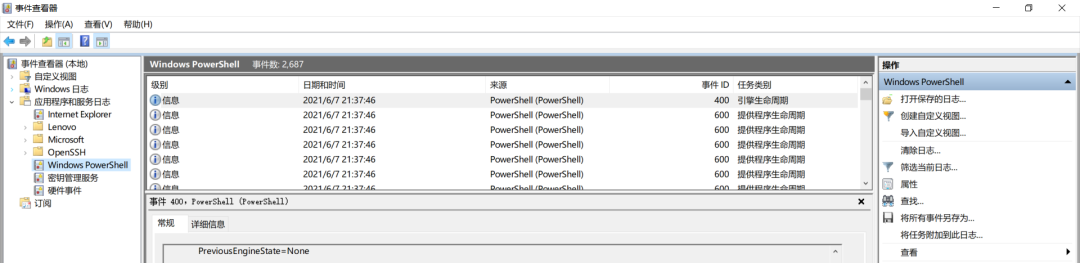 事件查看器
文件(F) 操作(A) 查看(V) 帮助(H)
事件查看器 (本地)
自定义视图
Windows 日志
应用程序和服务日志
Internet Explorer
Lenovo
Microsoft
OpenSSH
Windows PowerShell
密钥管理服务
硬件事件
订阅
Windows PowerShell 事件数: 2,687
级别 日期和时间 来源 事件 ID 任务类别
信息 2021/6/7 21:37:46 PowerShell (PowerShell) 400 引擎生命周期
信息 2021/6/7 21:37:46 PowerShell (PowerShell) 600 提供程序生命周期
信息 2021/6/7 21:37:46 PowerShell (PowerShell) 600 提供程序生命周期
信息 2021/6/7 21:37:46 PowerShell (PowerShell) 600 提供程序生命周期
信息 2021/6/7 21:37:46 PowerShell (PowerShell) 600 提供程序生命周期
信息 2021/6/7 21:37:46 PowerShell (PowerShell) 600 提供程序生命周期
信息 2021/6/7 21:37:46 PowerShell (PowerShell) 600 提供程序生命周期
事件 400, PowerShell (PowerShell)
常规 详细信息
PreviousEngineState=None
操作
Windows PowerShell
打开保存的日志...
创建自定义视图...
导入自定义视图...
清除日志...
筛选当前日志...
属性
查找...
将所有事件另存为...
将任务附加到此日志...
查看